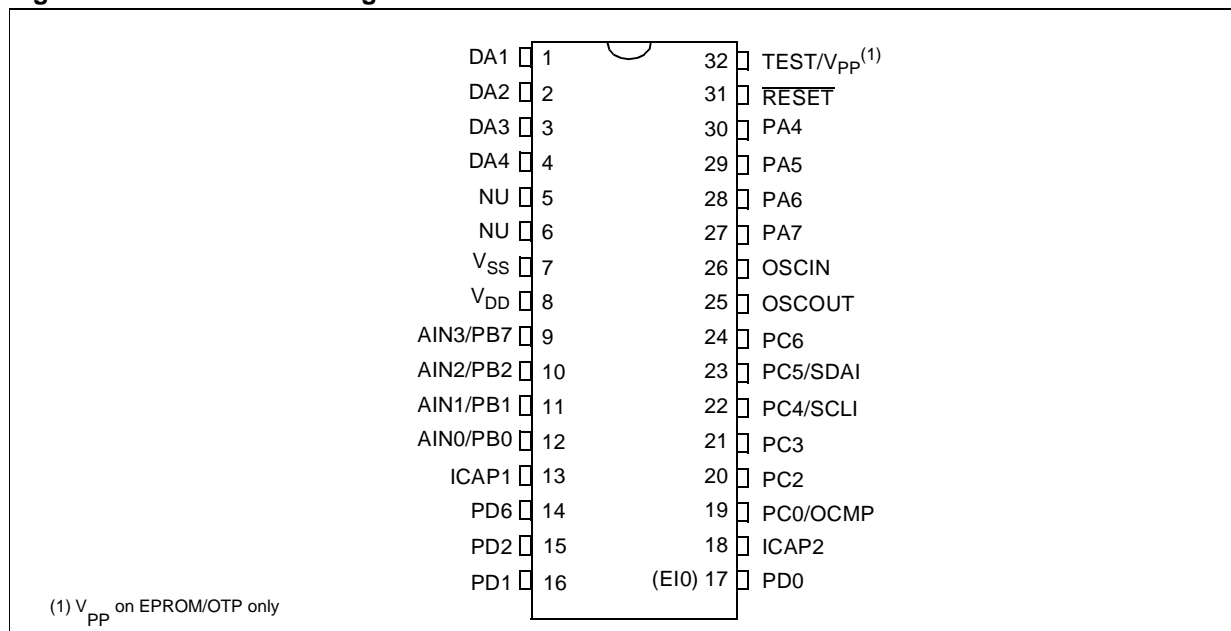 DA1 1 32 TEST/VPP(1)
DA2 2 31 RESET
DA3 3 30 PA4
DA4 4 29 PA5
NU 5 28 PA6
NU 6 27 PA7
VSS 7 26 OSCIN
VDD 8 25 OSCOUT
AIN3/PB7 9 24 PC6
AIN2/PB2 10 23 PC5/SDAI
AIN1/PB1 11 22 PC4/SCLI
AIN0/PB0 12 21 PC3
ICAP1 13 20 PC2
PD6 14 19 PC0/OCMP
PD2 15 18 ICAP2
PD1 16 (EI0) 17 PD0
(1) VPP on EPROM/OTP only